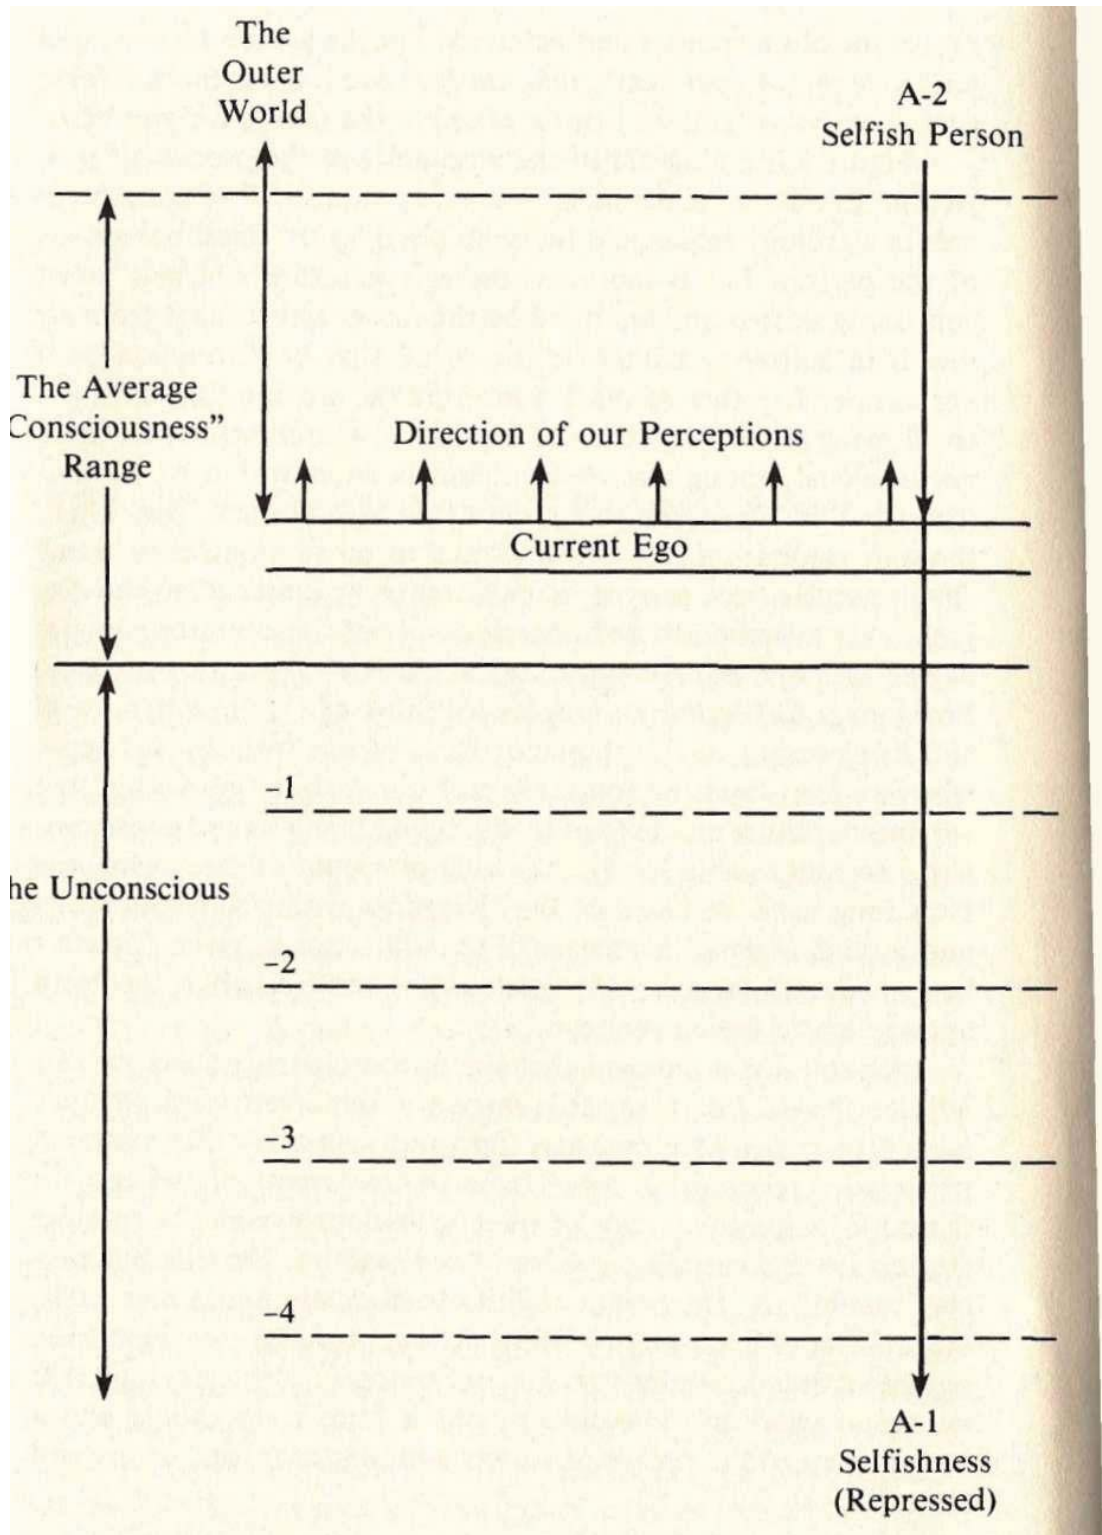 The
Outer
World
A-2
Selfish Person
The Average
Consciousness”
Range
Direction of our Perceptions
Current Ego
–1
he Unconscious
–2
–3
–4
A-1
Selfishness
(Repressed)